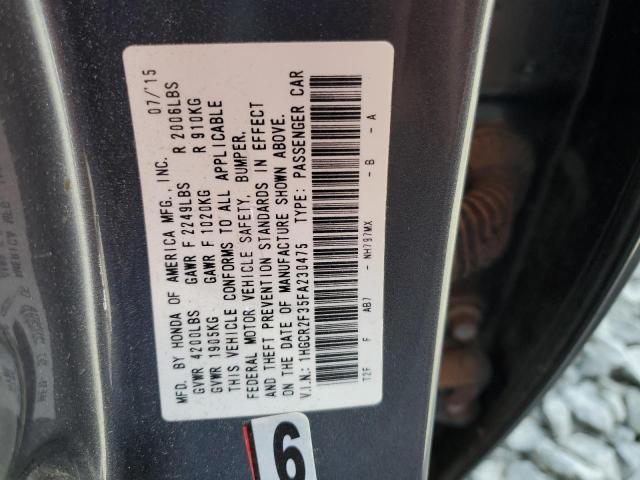 MFD. BY HONDA OF AMERICA MFG., INC. 07/'15
GVWR 4200LBS GAWR F 2249LBS R 2006LBS
GVWR 1905KG GAWR F 1020KG R 910KG
THIS VEHICLE CONFORMS TO ALL APPLICABLE
FEDERAL MOTOR VEHICLE SAFETY, BUMPER,
AND THEFT PREVENTION STANDARDS IN EFFECT
ON THE DATE OF MANUFACTURE SHOWN ABOVE.
V.I.N.: 1HGCR2F35FA230475 TYPE: PASSENGER CAR
T2F F AB7 - NH797MX - B - A
6